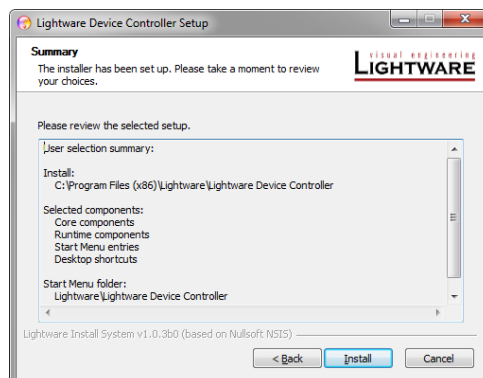 Lightware Device Controller Setup
Summary
The installer has been set up. Please take a moment to review
your choices.
visual engineering
LIGHTWARE
Please review the selected setup.
User selection summary:
Install:
C:\Program Files (x86)\Lightware\Lightware Device Controller
Selected components:
Core components
Runtime components
Start Menu entries
Desktop shortcuts
Start Menu folder:
Lightware\Lightware Device Controller
Lightware Install System v1.0.3b0 (based on Nullsoft NSIS)
< Back
Install
Cancel